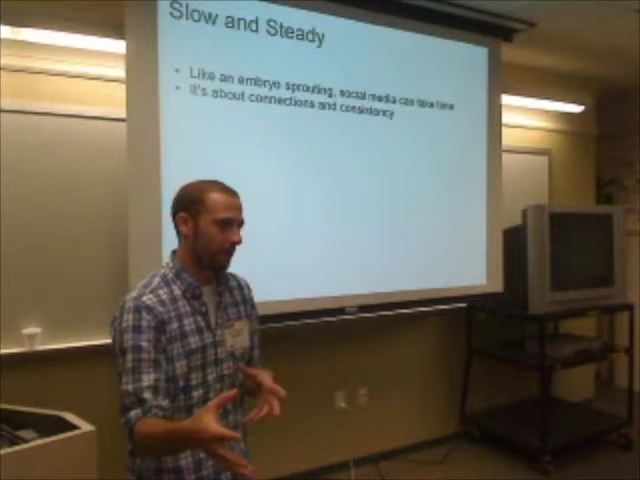 Slow and Steady
• Like an embryo sprouting, social media can take time
• It's about connections and consistency